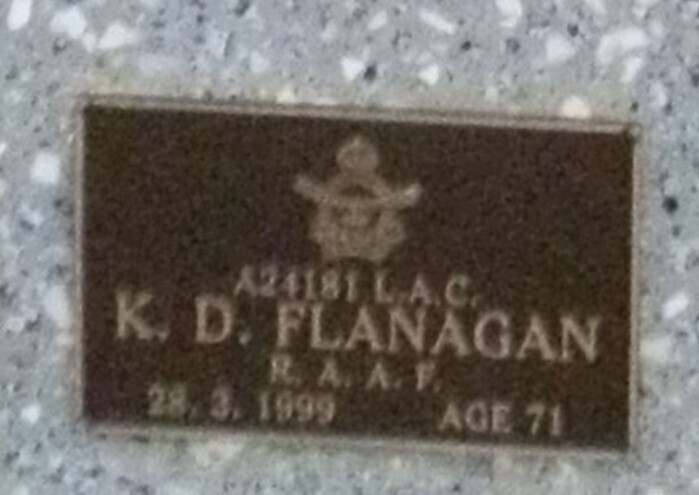 A24181 L.A.C.
K. D. FLANAGAN
R. A. A. F.
28. 3. 1999 AGE 71